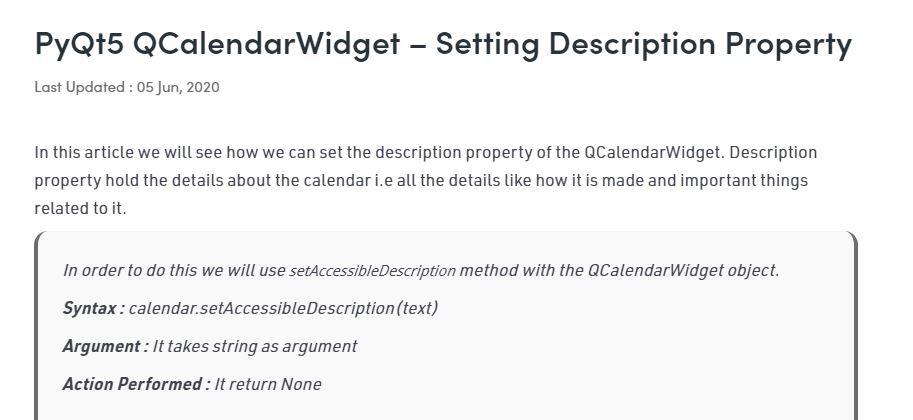 PyQt5 QCalendarWidget – Setting Description Property
Last Updated : 05 Jun, 2020
In this article we will see how we can set the description property of the QCalendarWidget. Description
property hold the details about the calendar i.e all the details like how it is made and important things
related to it.
In order to do this we will use setAccessibleDescription method with the QCalendarWidget object.
Syntax : calendar.setAccessibleDescription(text)
Argument : It takes string as argument
Action Performed : It return None